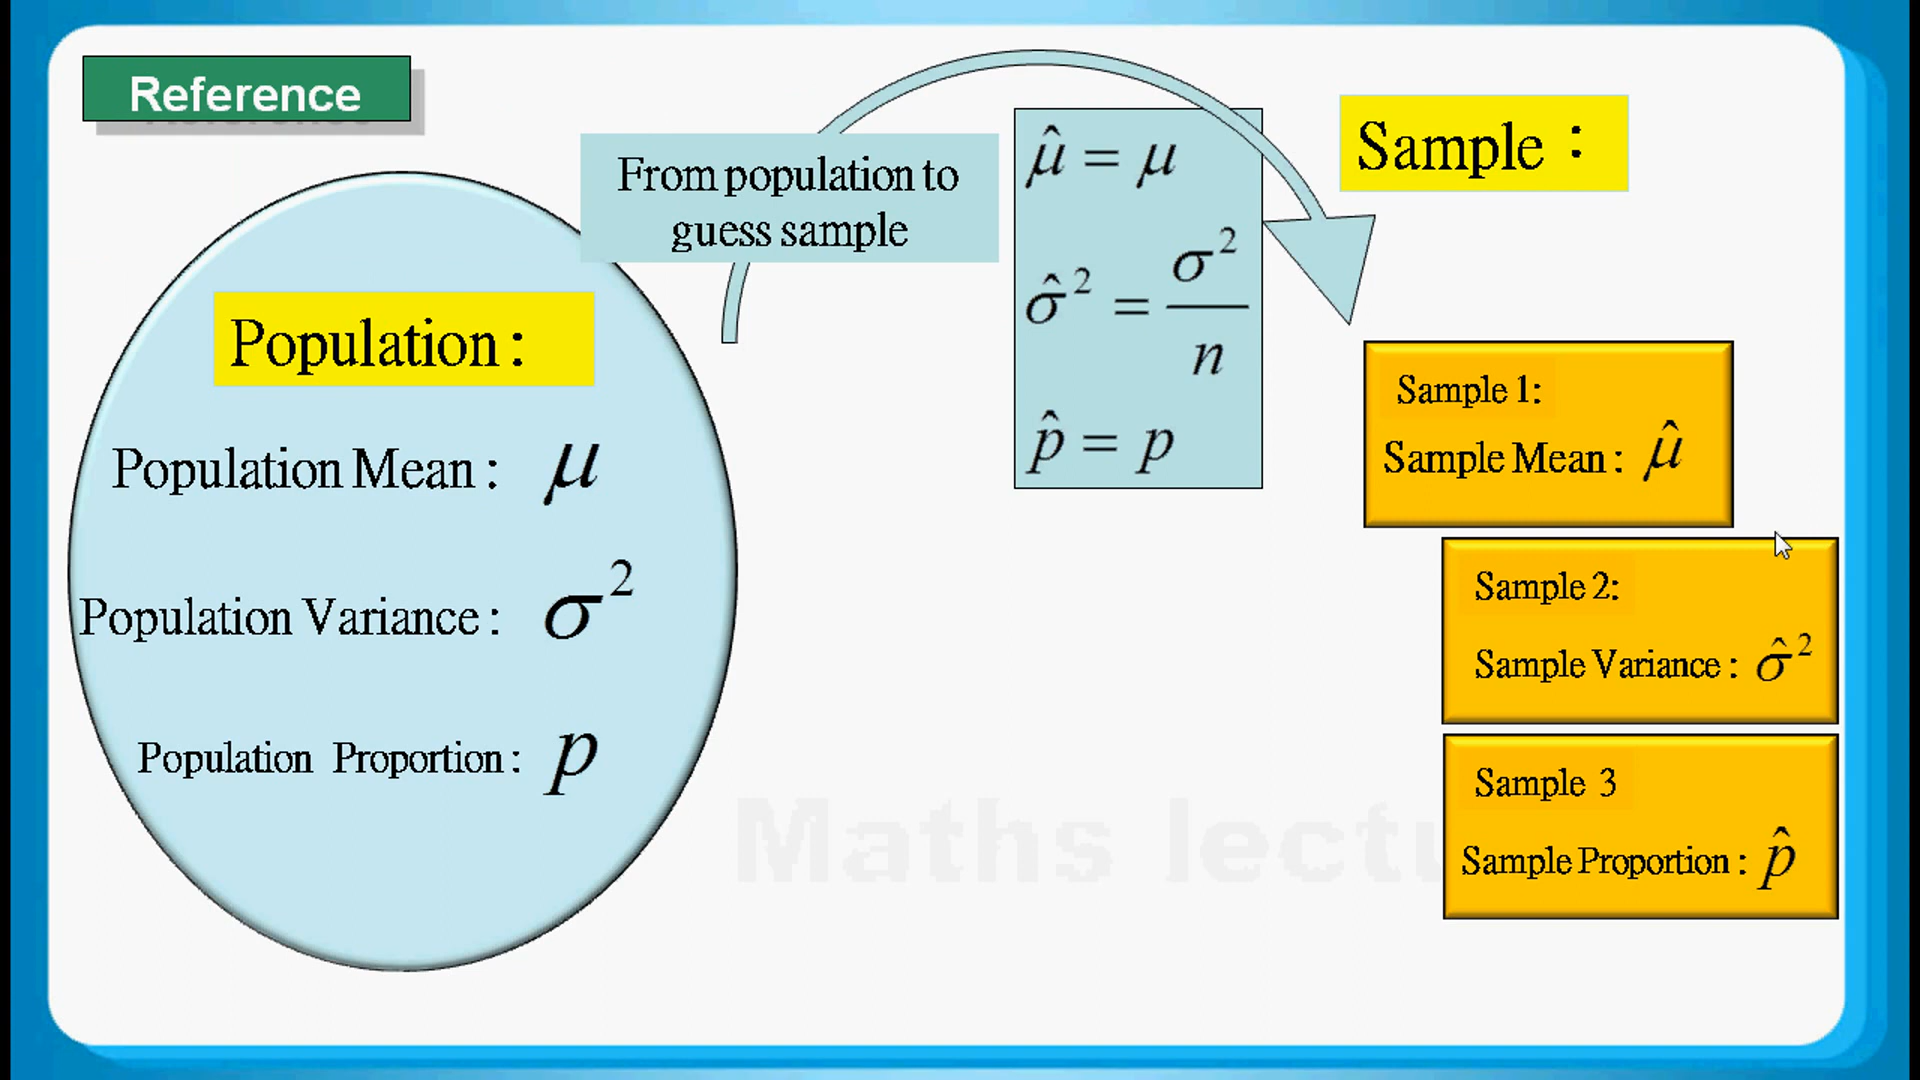 Reference
From population to
guess sample
Population :
Population Mean : μ
Population Variance : σ²
Population Proportion : p
μ̂ = μ
σ̂² = σ²/n
p̂ = p
Sample :
Sample 1:
Sample Mean : μ̂
Sample 2:
Sample Variance : σ̂²
Sample 3
Sample Proportion : p̂
Maths